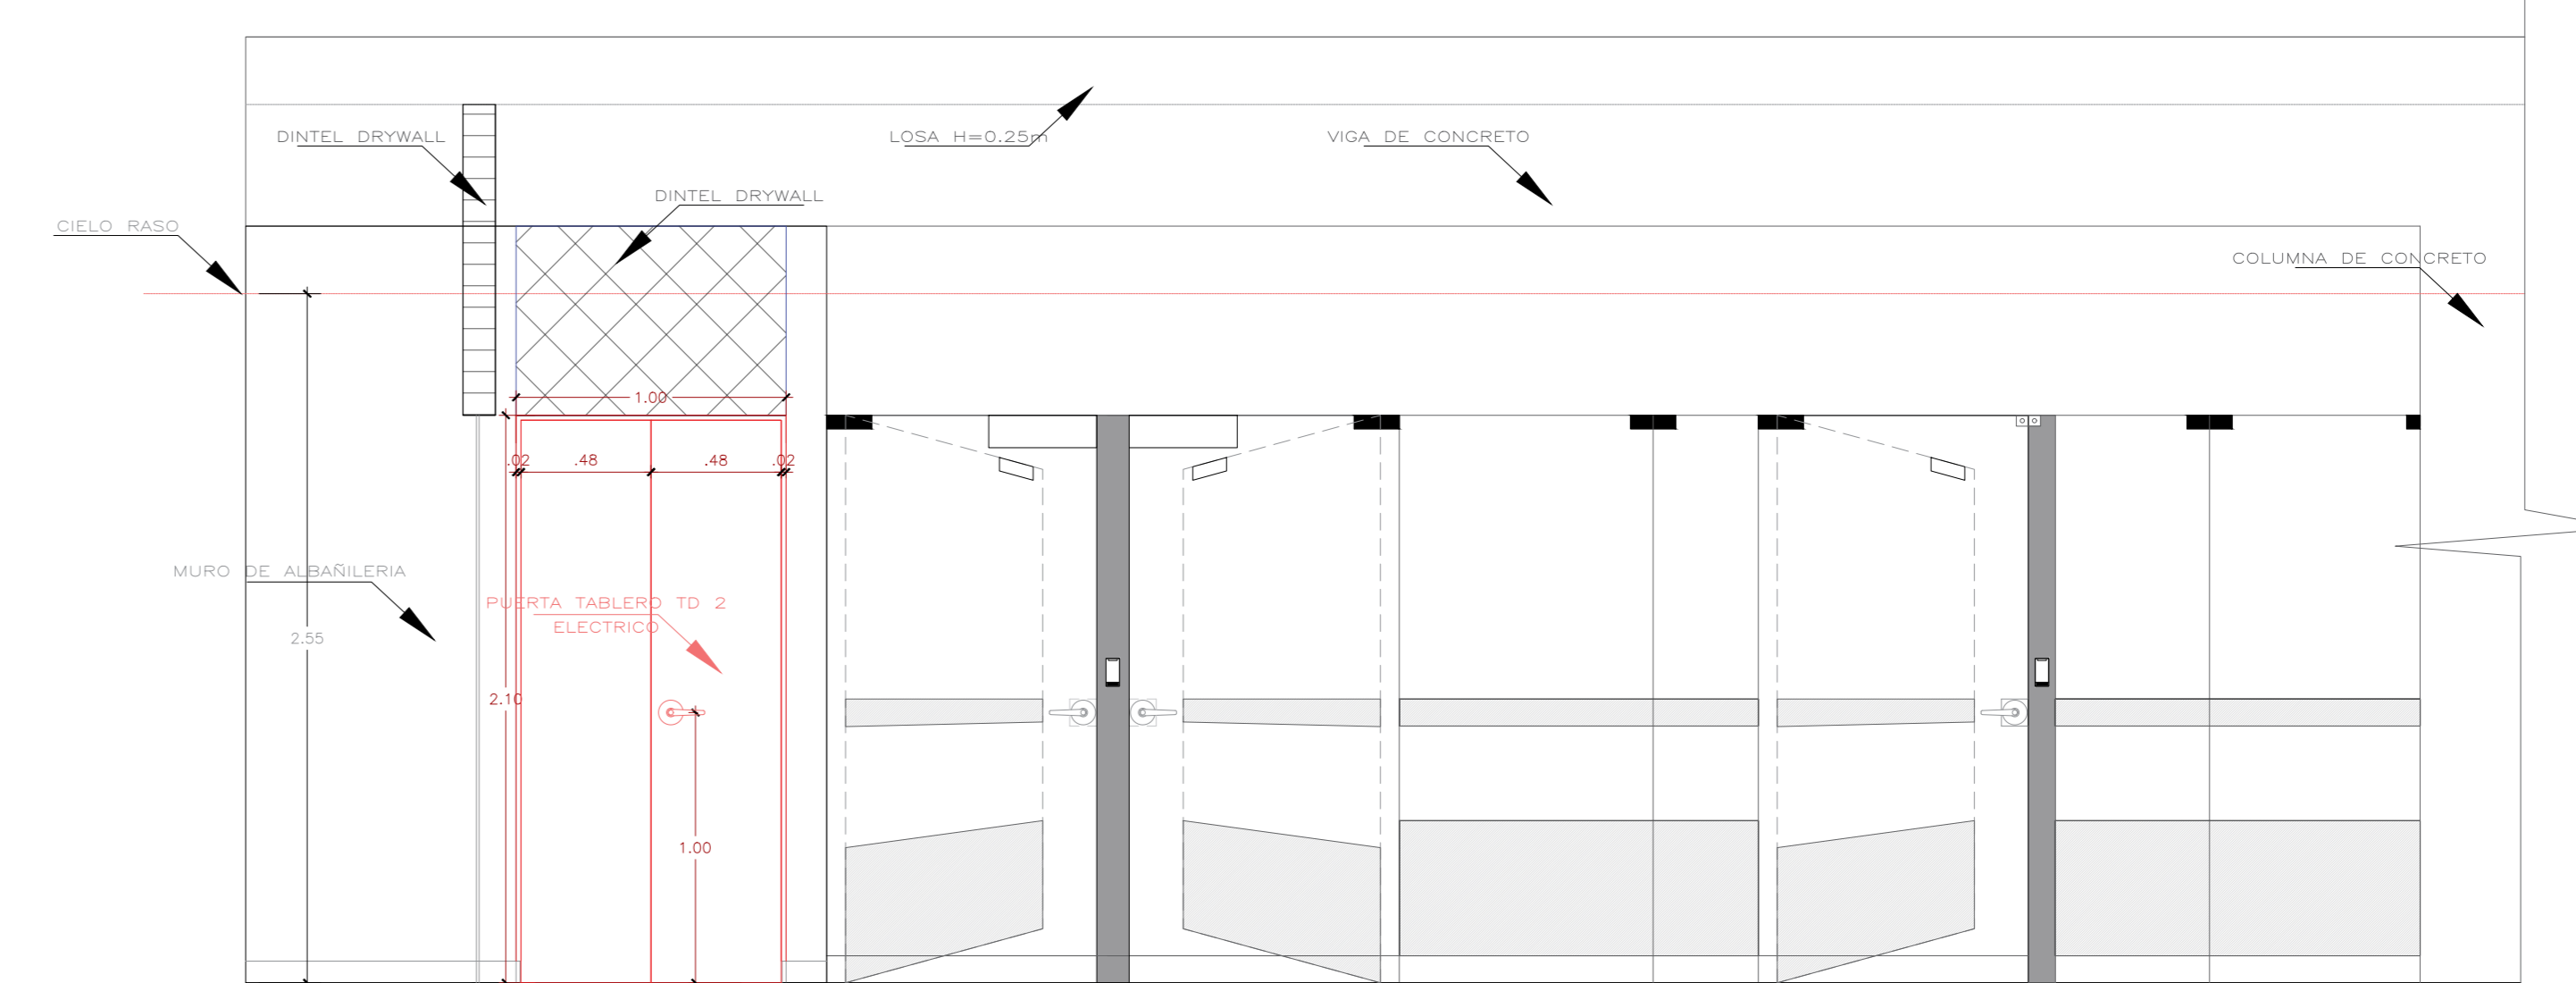 DINTEL DRYWALL
LOSA H=0.25m
VIGA DE CONCRETO
DINTEL DRYWALL
CIELO RASO
COLUMNA DE CONCRETO
1.00
.02
.48
.48
.02
MURO DE ALBAÑILERIA
PUERTA TABLERO TD 2
ELECTRICO
2.55
2.10
1.00